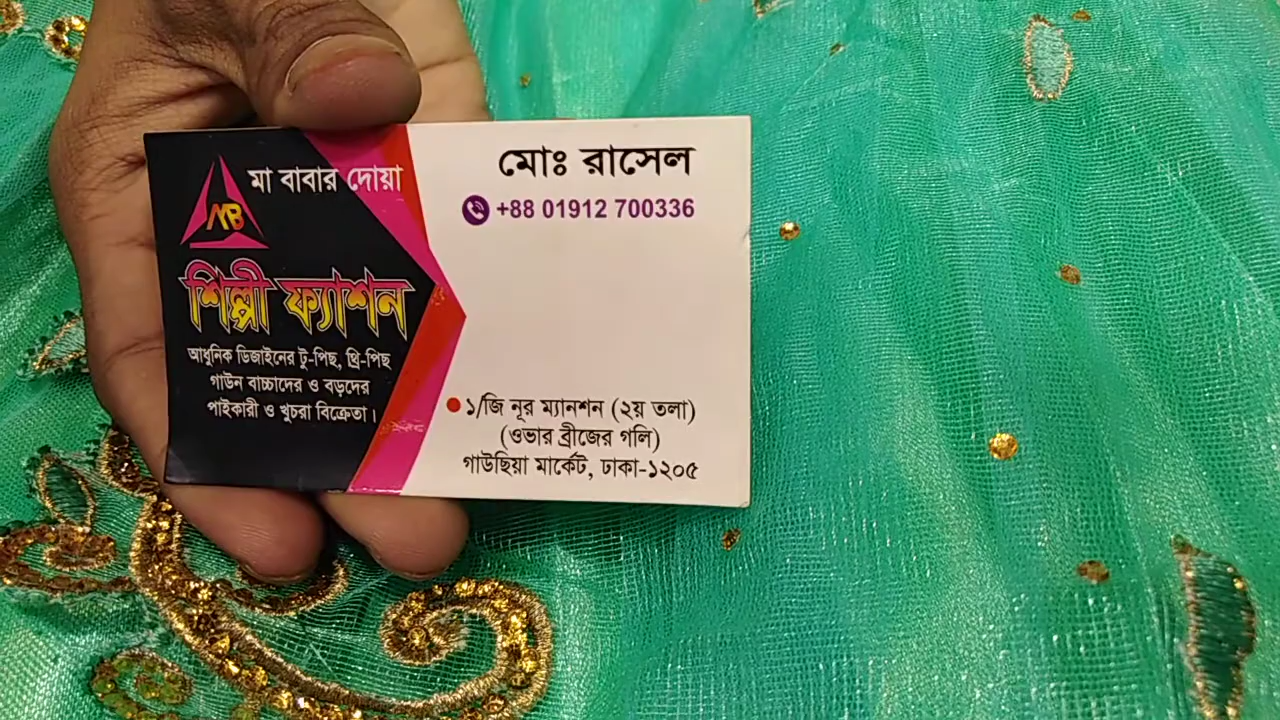 মা বাবার দোয়া
MB
শিল্পী ফ্যাশন
আধুনিক ডিজাইনের টু-পিছ, থ্রি-পিছ
গাউন বাচ্চাদের ও বড়দের
পাইকারী ও খুচরা বিক্রেতা।
মোঃ রাসেল
+88 01912 700336
১/জি নূর ম্যানশন (২য় তলা)
(ওভার ব্রীজের গলি)
গাউছিয়া মার্কেট, ঢাকা-১২০৫